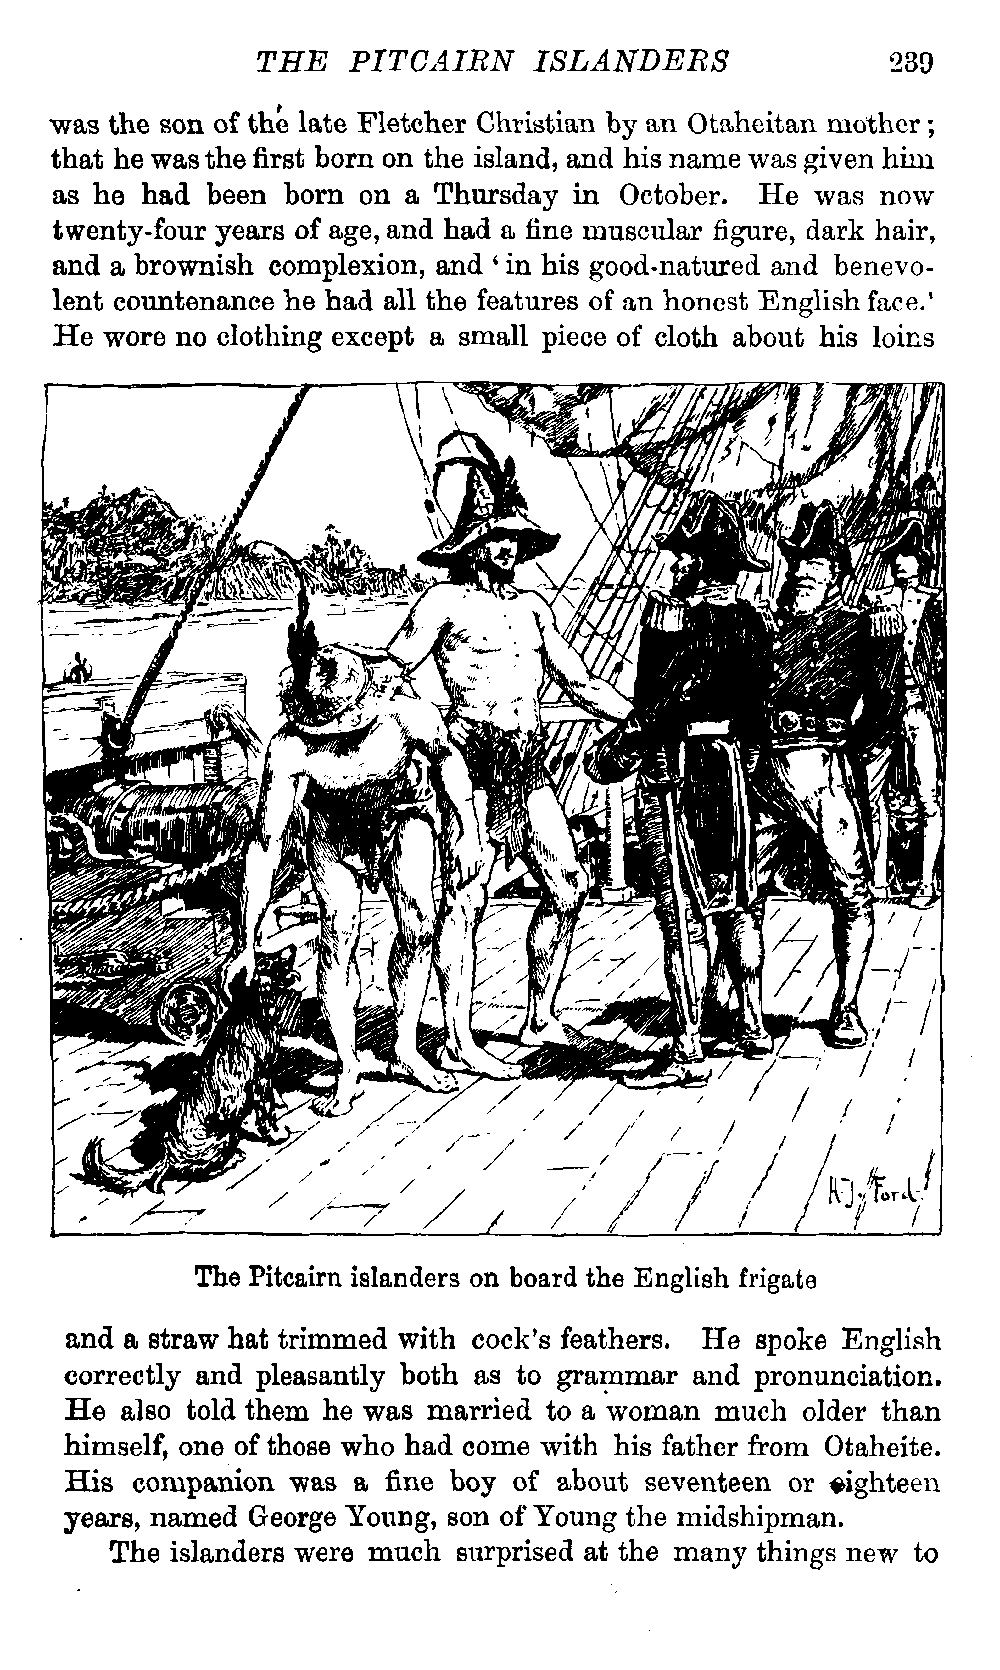 THE PITCAIRN ISLANDERS 239
was the son of the late Fletcher Christian by an Otaheitan mother;
that he was the first born on the island, and his name was given him
as he had been born on a Thursday in October. He was now
twenty-four years of age, and had a fine muscular figure, dark hair,
and a brownish complexion, and ‘in his good-natured and benevo-
lent countenance he had all the features of an honest English face.’
He wore no clothing except a small piece of cloth about his loins
H. J. Ford
The Pitcairn islanders on board the English frigate
and a straw hat trimmed with cock's feathers. He spoke English
correctly and pleasantly both as to grammar and pronunciation.
He also told them he was married to a woman much older than
himself, one of those who had come with his father from Otaheite.
His companion was a fine boy of about seventeen or eighteen
years, named George Young, son of Young the midshipman.
The islanders were much surprised at the many things new to